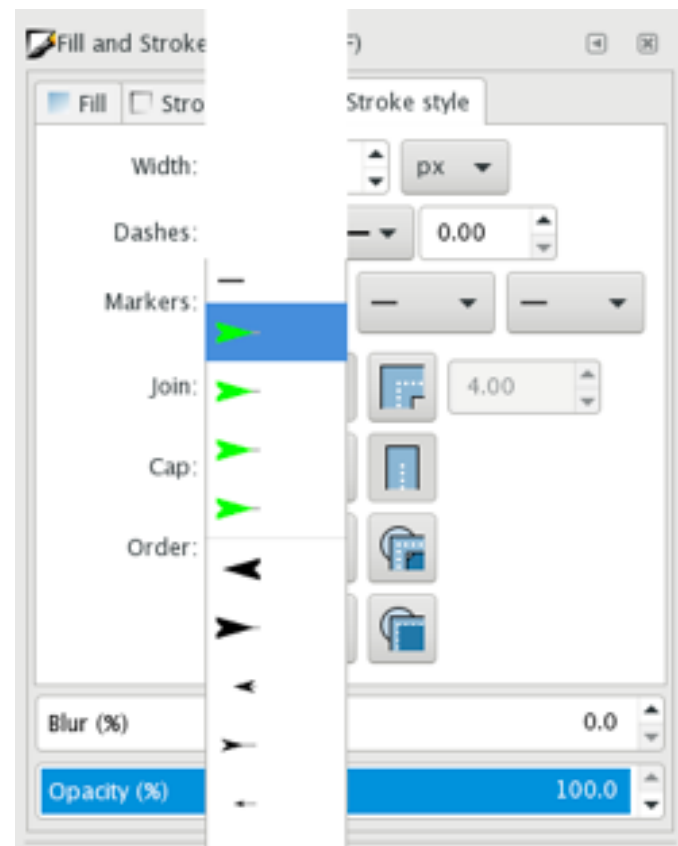 Fill and Stroke F)
Fill Stro Stroke style
Width: px
Dashes: 0.00
Markers:
Join: 4.00
Cap:
Order:
Blur (%) 0.0
Opacity (%) 100.0